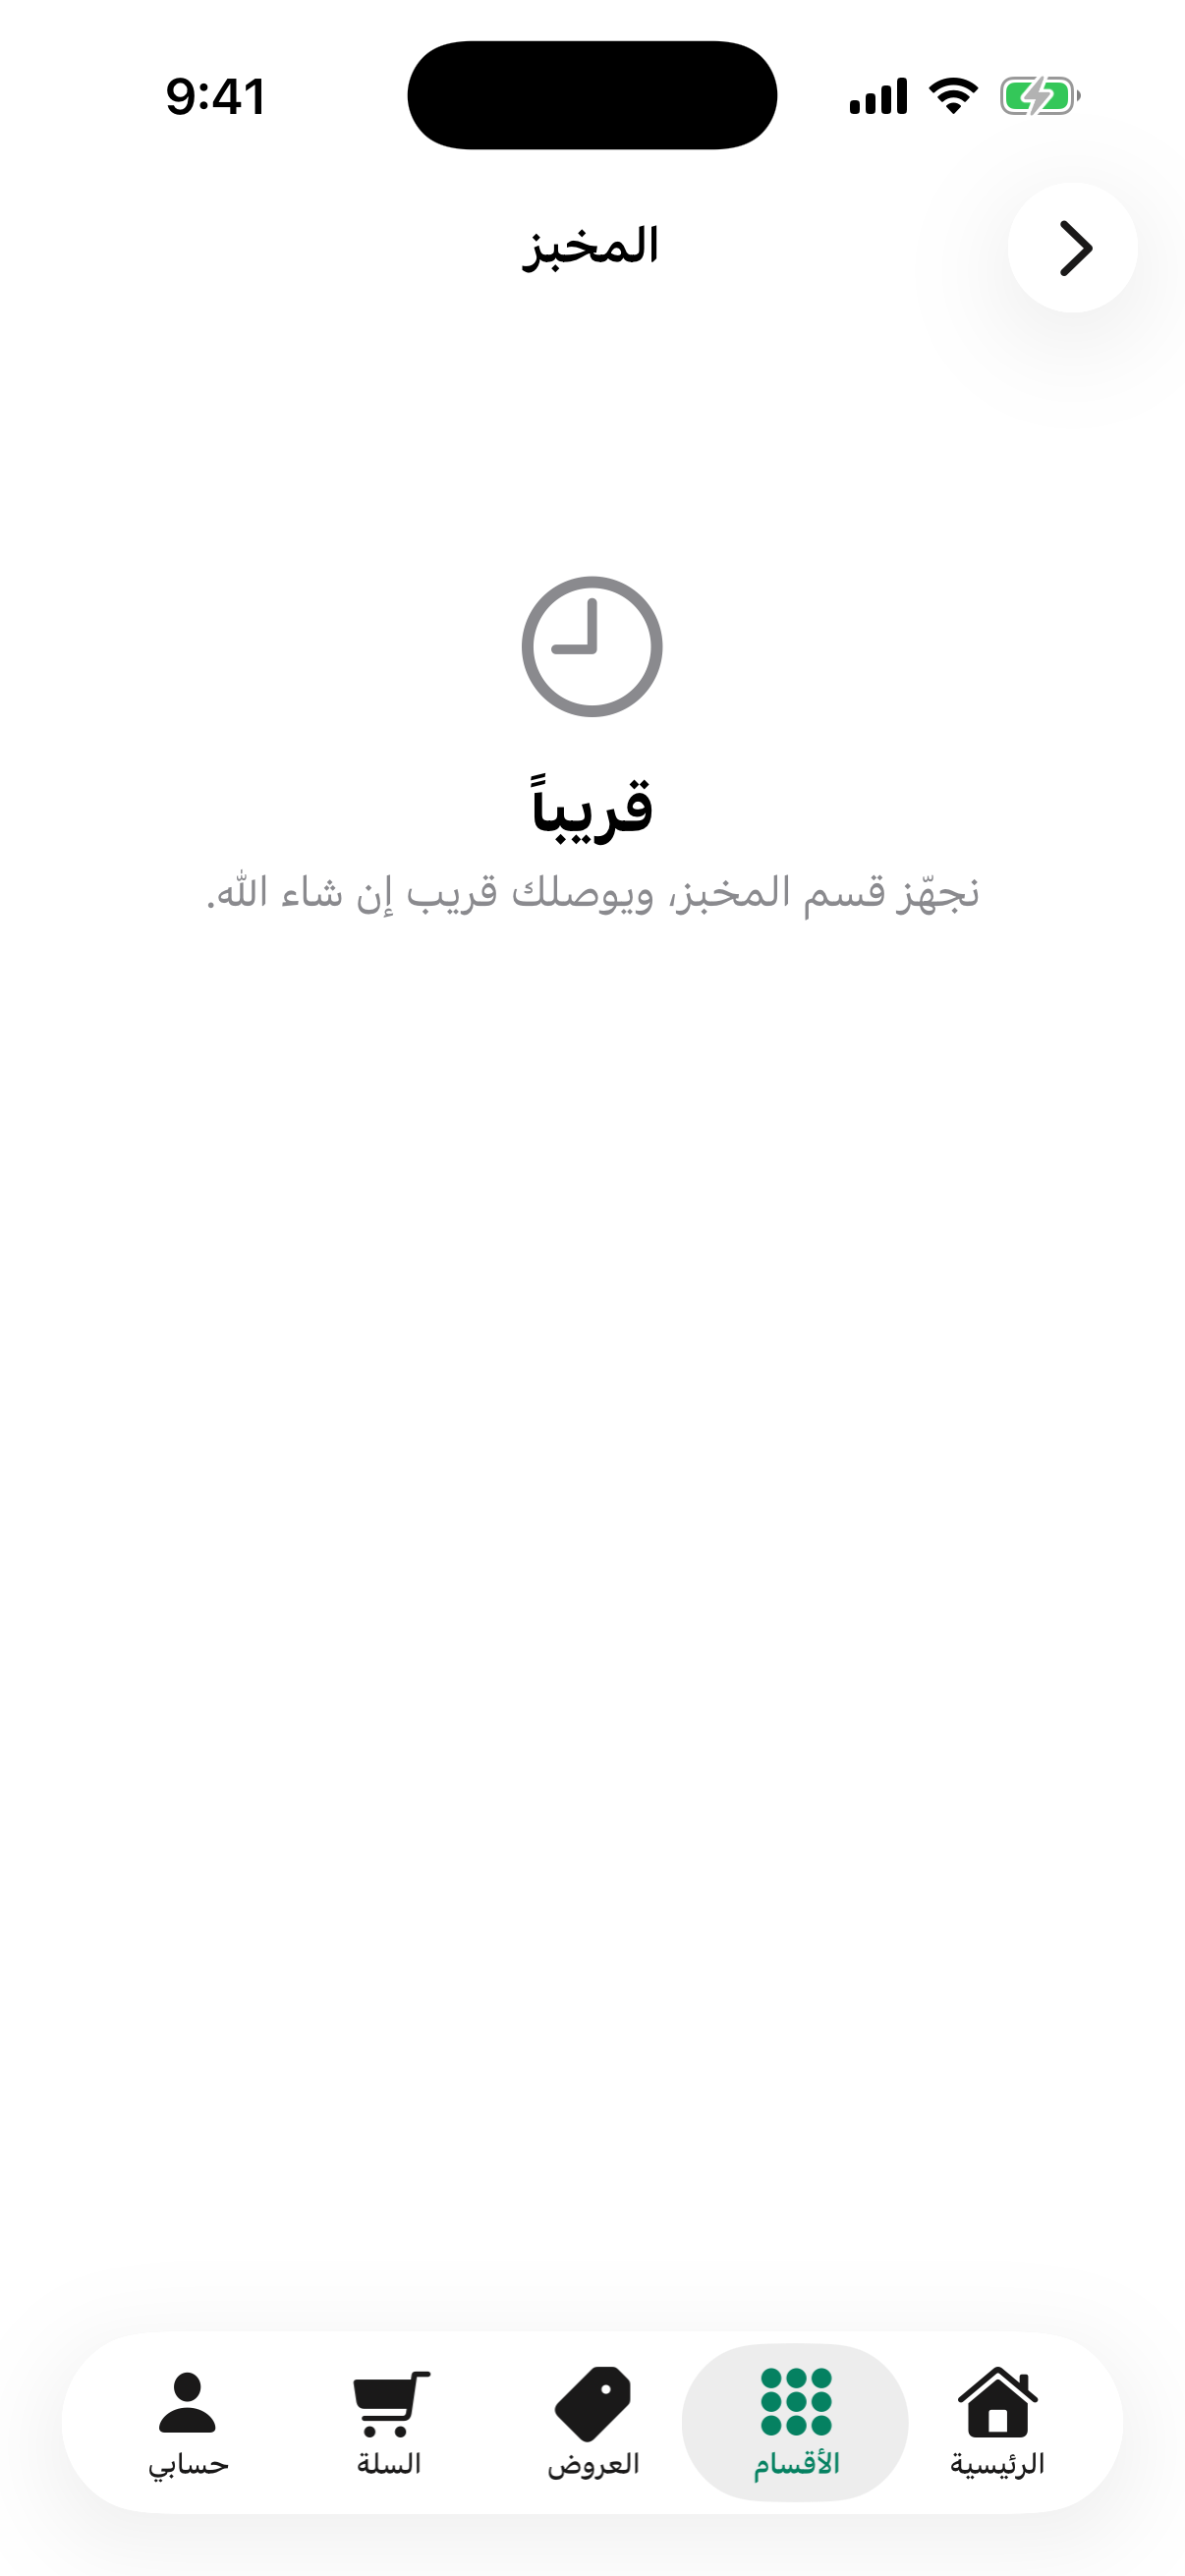 9:41
المخبز
قريباً
نجهّز قسم المخبز، ويوصلك قريب إن شاء الله.
الرئيسية
الأقسام
العروض
السلة
حسابي